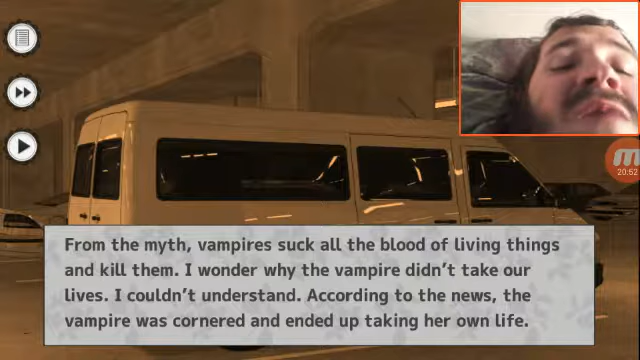 From the myth, vampires suck all the blood of living things
and kill them. I wonder why the vampire didn't take our
lives. I couldn't understand. According to the news, the
vampire was cornered and ended up taking her own life.
20:52